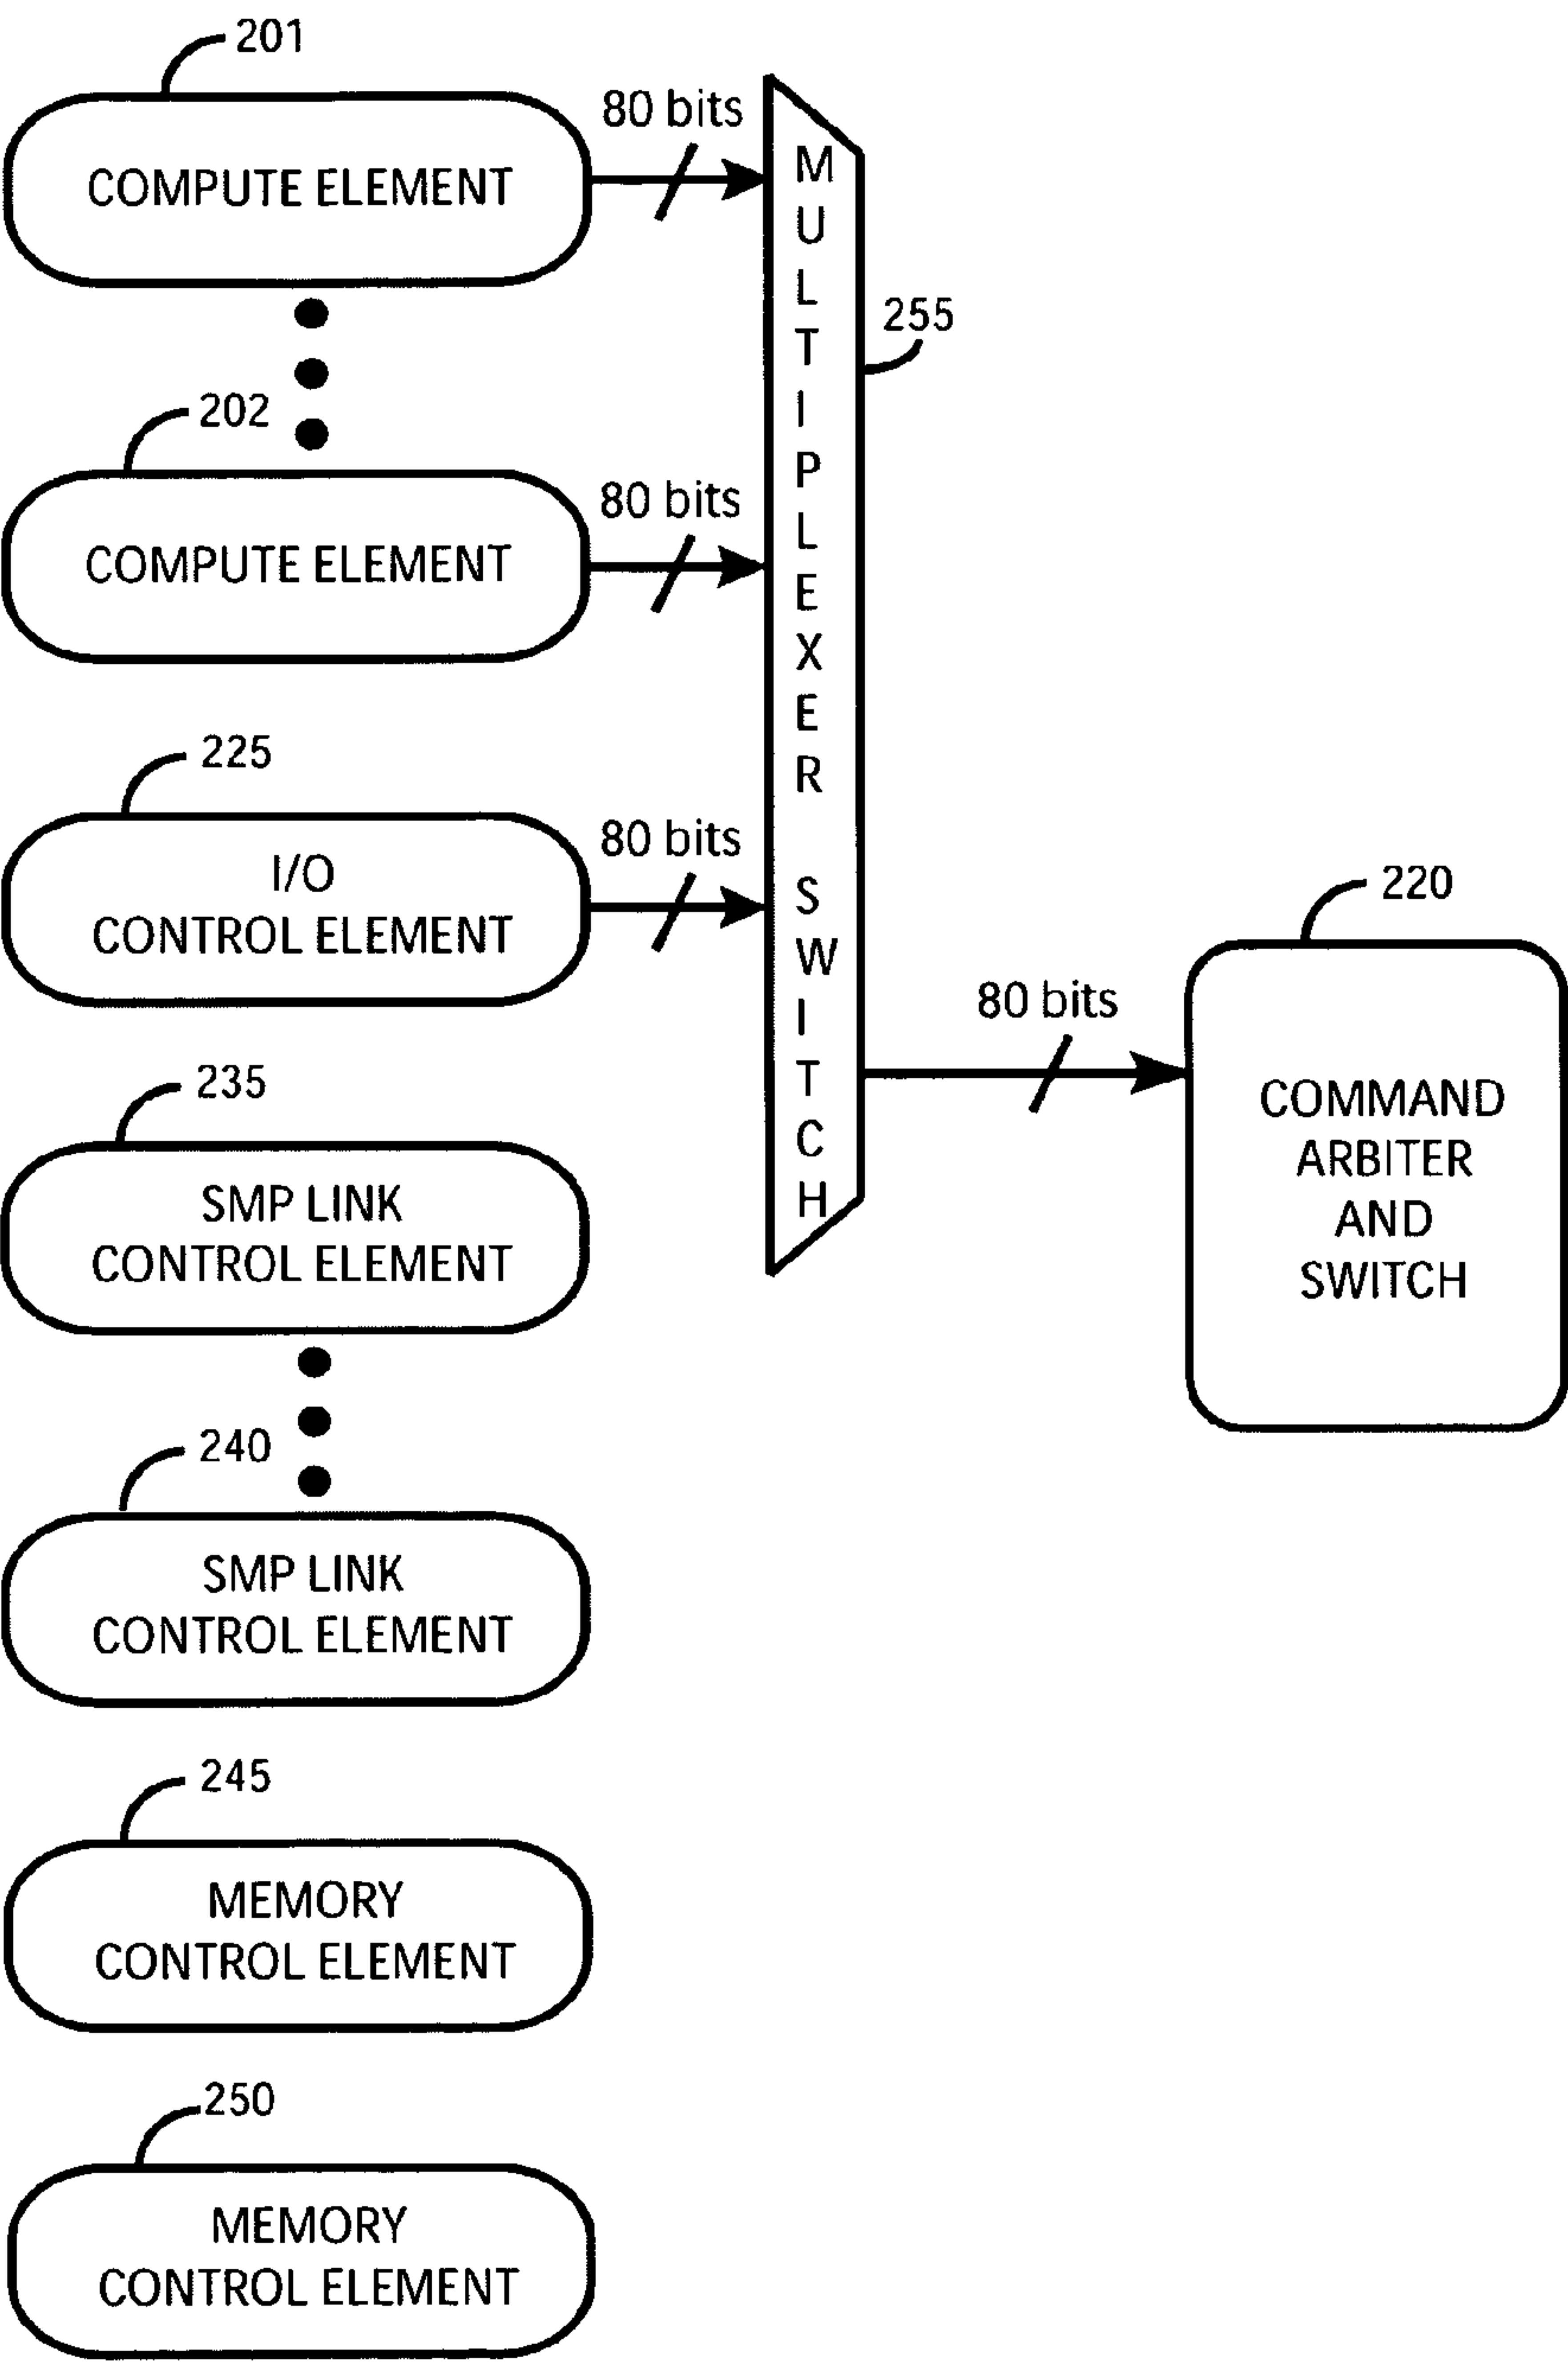 201
80 bits
COMPUTE ELEMENT
MULTIPLEXER SWITCH
255
202
80 bits
COMPUTE ELEMENT
225
80 bits
I/O
CONTROL ELEMENT
220
80 bits
COMMAND
ARBITER
AND
SWITCH
235
SMP LINK
CONTROL ELEMENT
240
SMP LINK
CONTROL ELEMENT
245
MEMORY
CONTROL ELEMENT
250
MEMORY
CONTROL ELEMENT